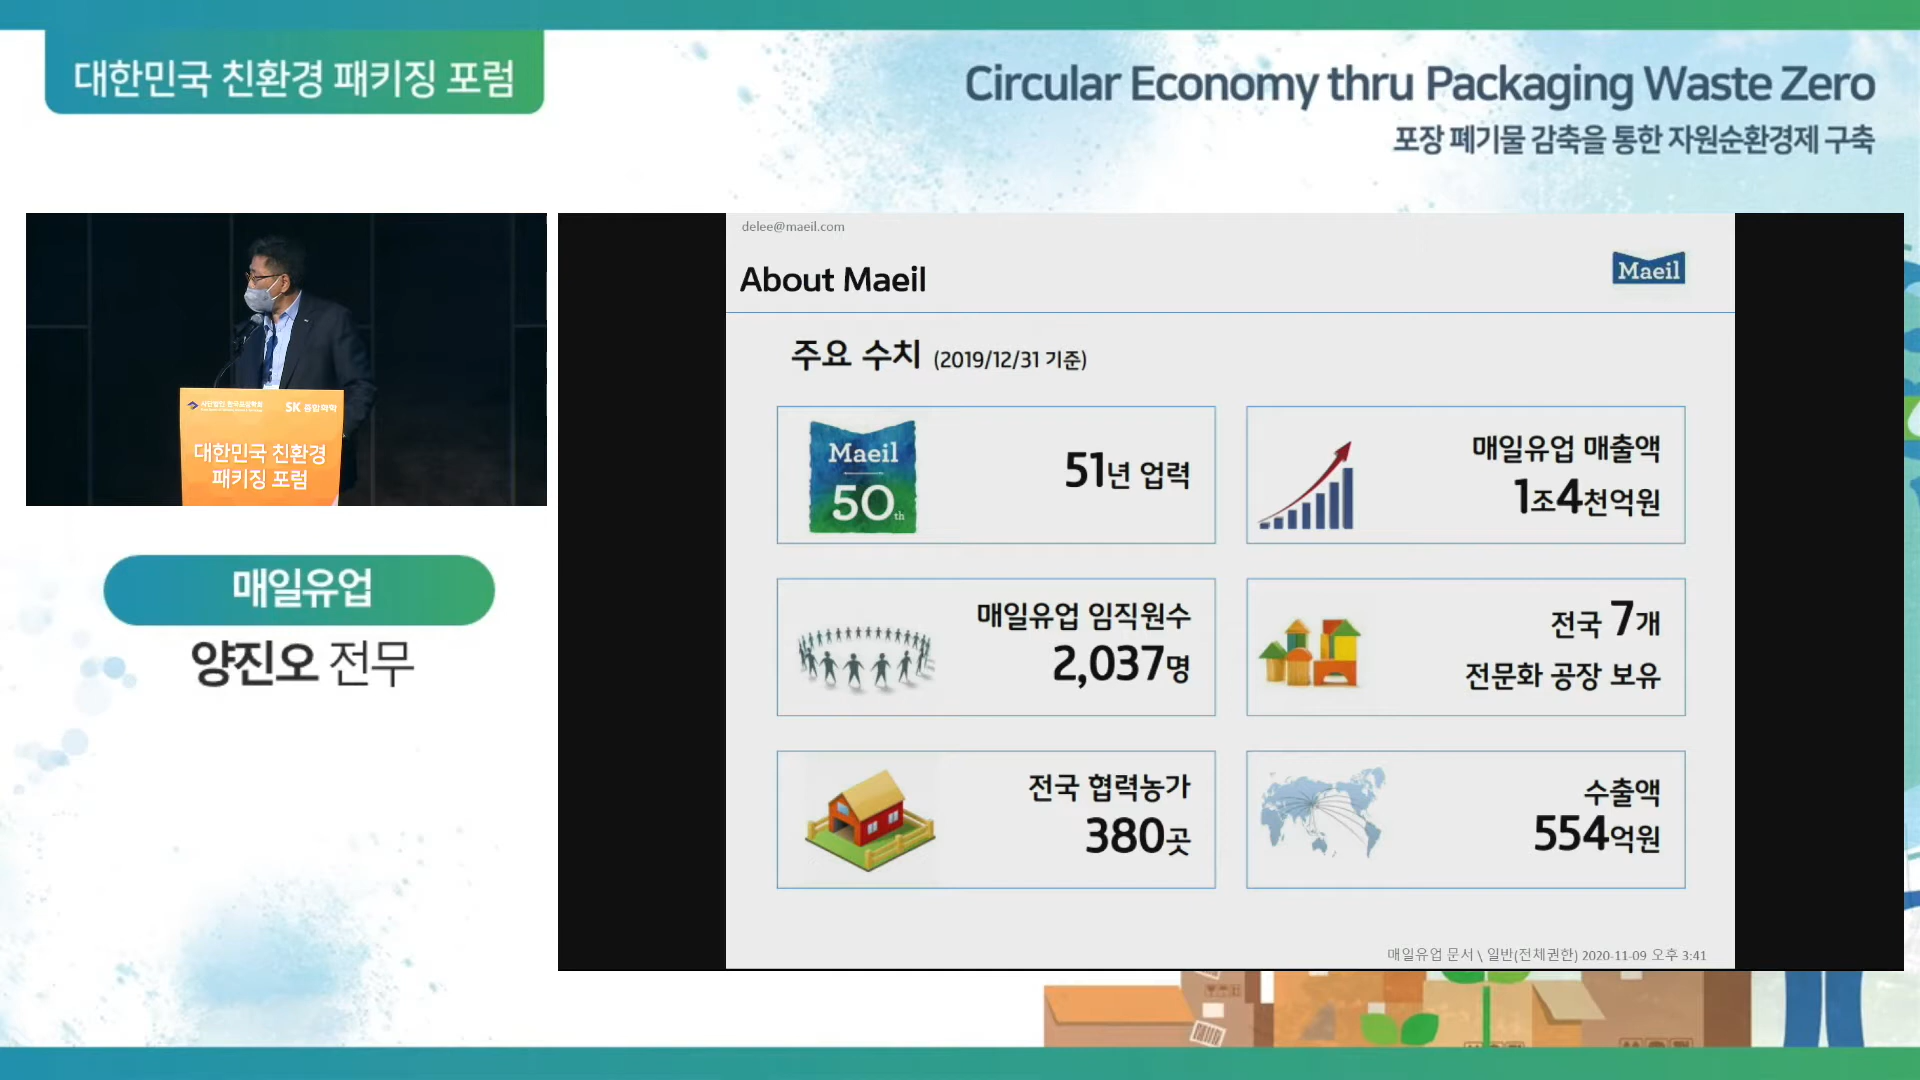 대한민국 친환경 패키징 포럼
Circular Economy thru Packaging Waste Zero
포장 폐기물 감축을 통한 자원순환경제 구축
SK 종합화학
대한민국 친환경
패키징 포럼
매일유업
양진오 전무
delee@maeil.com
About Maeil
Maeil
주요 수치 (2019/12/31 기준)
Maeil
50th
51년 업력
매일유업 매출액
1조4천억원
매일유업 임직원수
2,037명
전국 7개
전문화 공장 보유
전국 협력농가
380곳
수출액
554억원
매일유업 문서 \ 일반(전체권한) 2020-11-09 오후 3:41